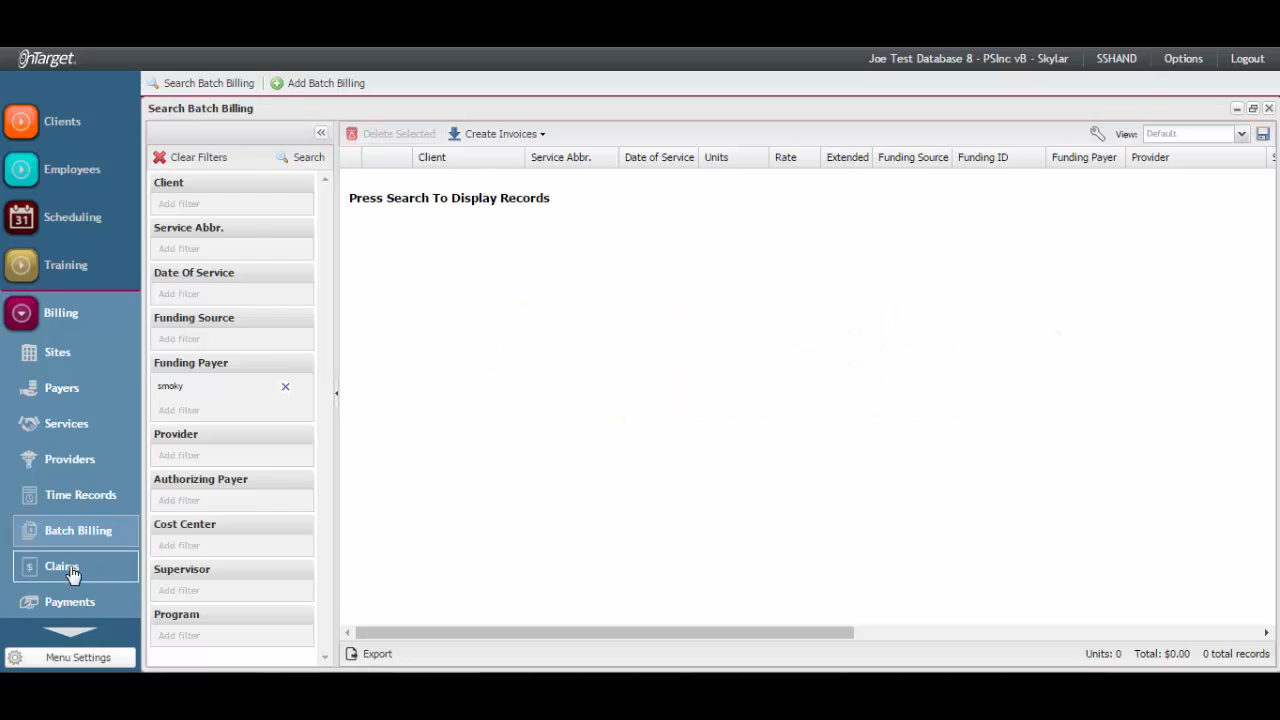 OnTarget
Joe Test Database 8 - PSInc vB - Skylar
SSHAND
Options
Logout
Search Batch Billing
Add Batch Billing
Clients
Employees
Scheduling
31
Training
Billing
Sites
Payers
Services
Providers
Time Records
Batch Billing
Claims
Payments
Menu Settings
Search Batch Billing
Clear Filters
Search
Client
Add filter
Service Abbr.
Add filter
Date Of Service
Add filter
Funding Source
Add filter
Funding Payer
smoky
Add filter
Provider
Add filter
Authorizing Payer
Add filter
Cost Center
Add filter
Supervisor
Add filter
Program
Add filter
Delete Selected
Create Invoices
View: Default
Client Service Abbr. Date of Service Units Rate Extended Funding Source Funding ID Funding Payer Provider
Press Search To Display Records
Export
Units: 0 Total: $0.00 0 total records